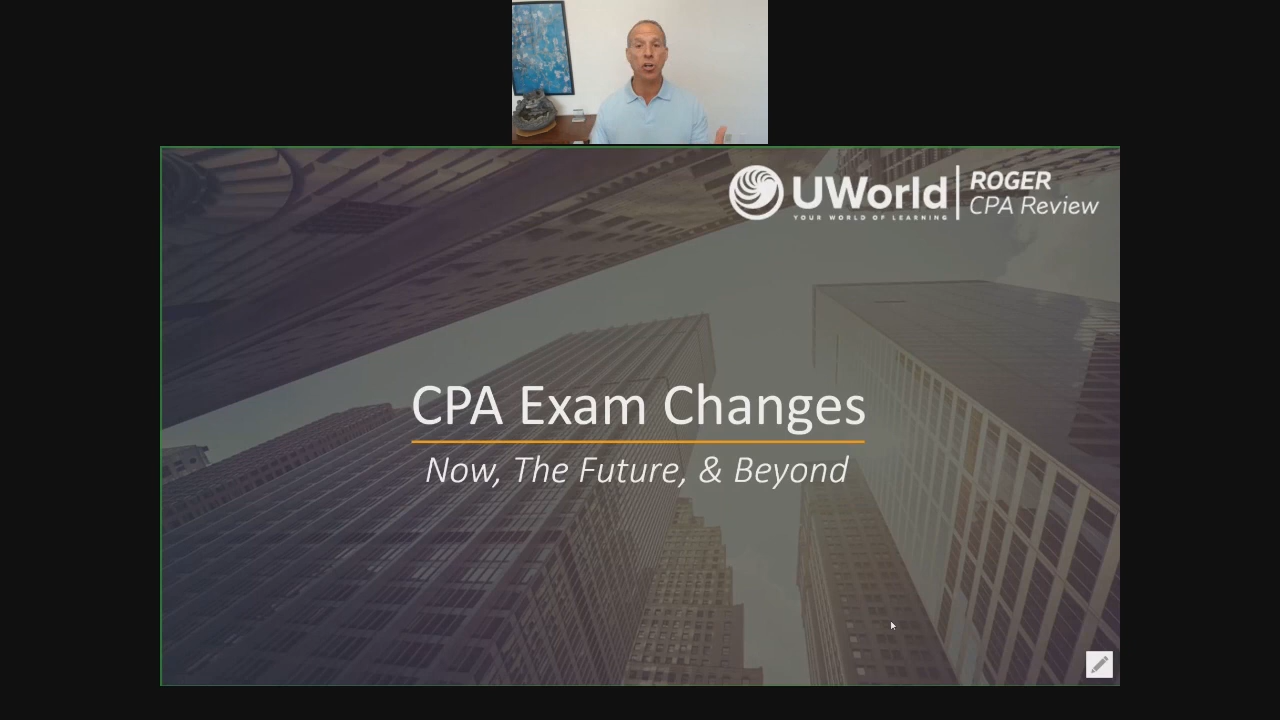 UWorld
YOUR WORLD OF LEARNING
ROGER
CPA Review
CPA Exam Changes
Now, The Future, & Beyond